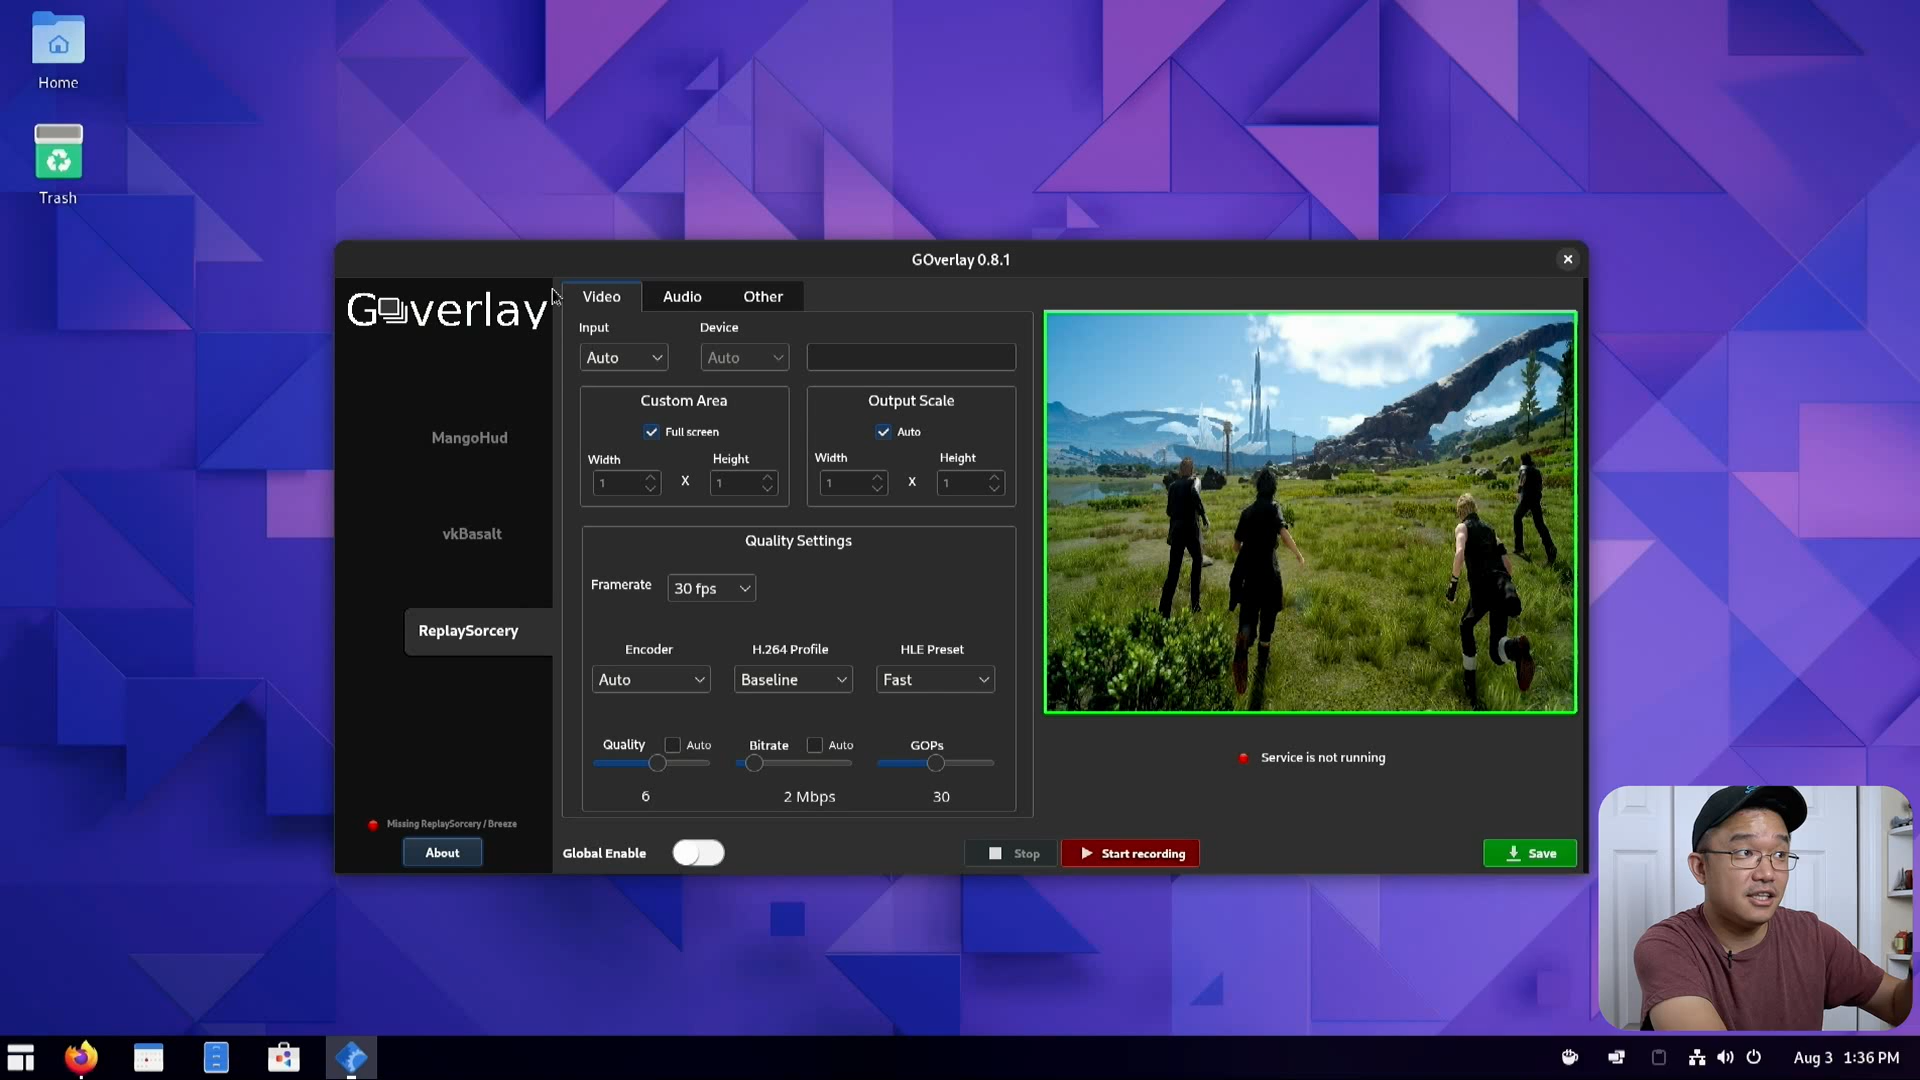 Home
Trash
GOverlay 0.8.1
Goverlay
Video
Audio
Other
Input
Device
Auto
Auto
Custom Area
Output Scale
Full screen
Auto
Width
Height
Width
Height
1
X
1
1
X
1
MangoHud
vkBasalt
ReplaySorcery
Quality Settings
Framerate
30 fps
Encoder
H.264 Profile
HLE Preset
Auto
Baseline
Fast
Quality
Auto
Bitrate
Auto
GOPs
6
2 Mbps
30
Service is not running
Missing ReplaySorcery / Breeze
About
Global Enable
Stop
Start recording
Save
Aug 3 1:36 PM